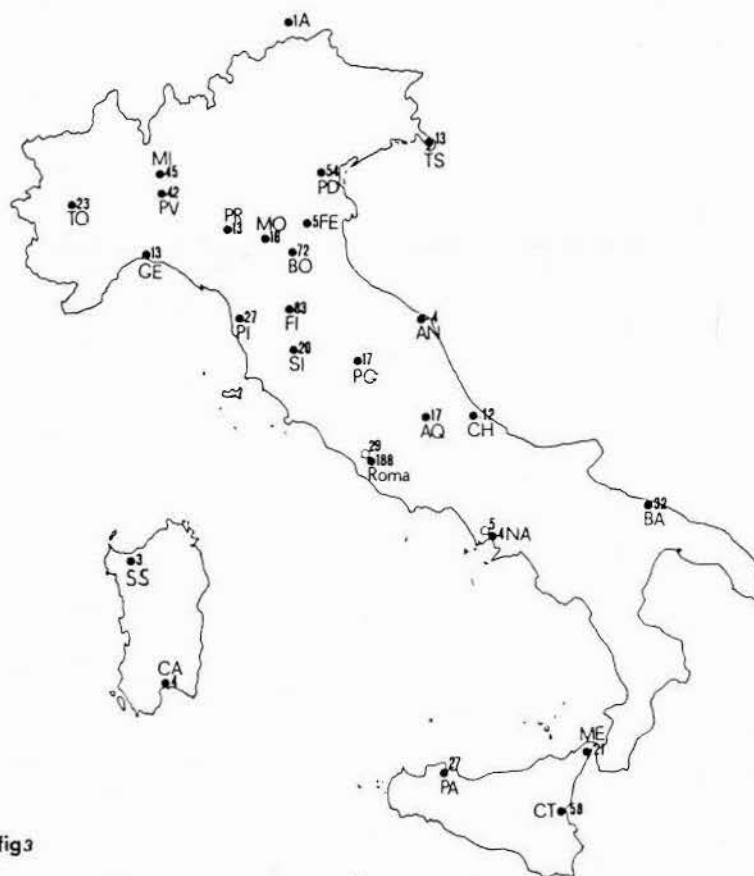 1A
13
TS
MI
45
42
PV
23
TO
54
PD
PR
13
MO
18
5FE
72
BO
13
GE
27
PI
83
FI
20
SI
17
PG
4
AN
17
AQ
12
CH
29
188
Roma
5
4NA
92
BA
3
SS
CA
4
ME
21
27
PA
CT
58
fig3